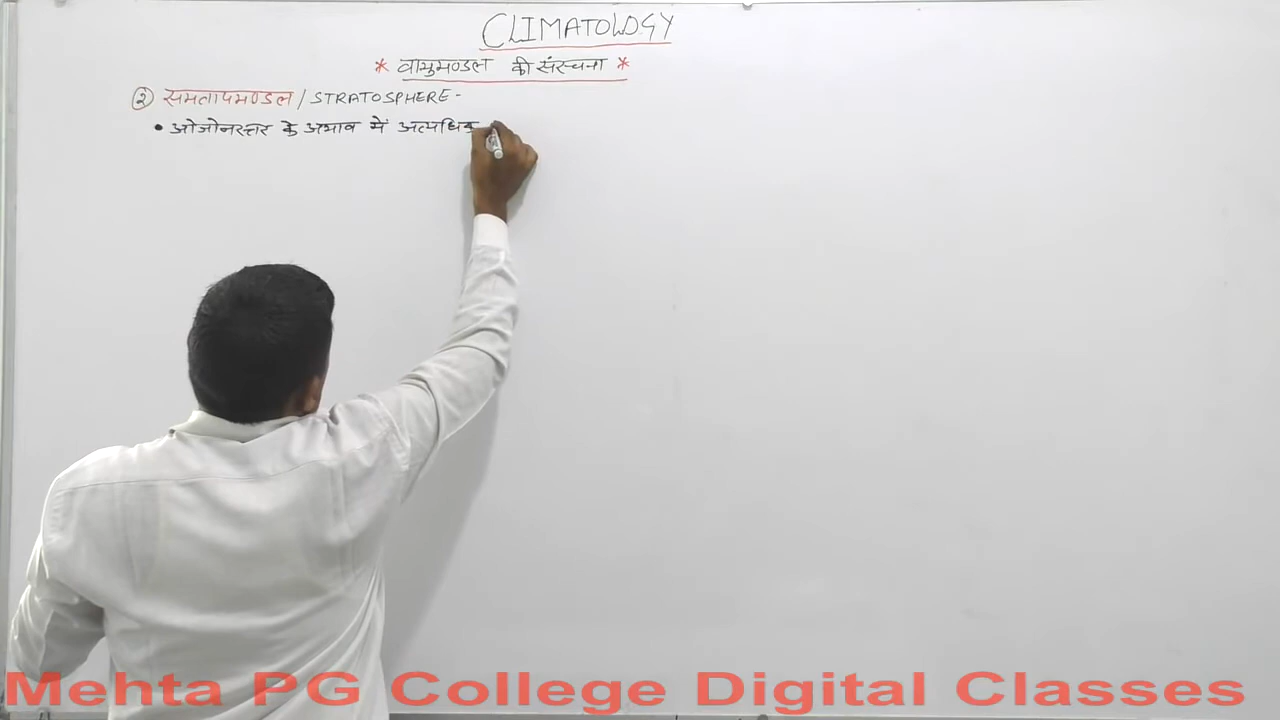 CLIMATOLOGY
* वायुमण्डल की संरचना *
② समतापमण्डल / STRATOSPHERE -
• ओजोनस्तर के अभाव में अत्यधिक
Mehta PG College Digital Classes